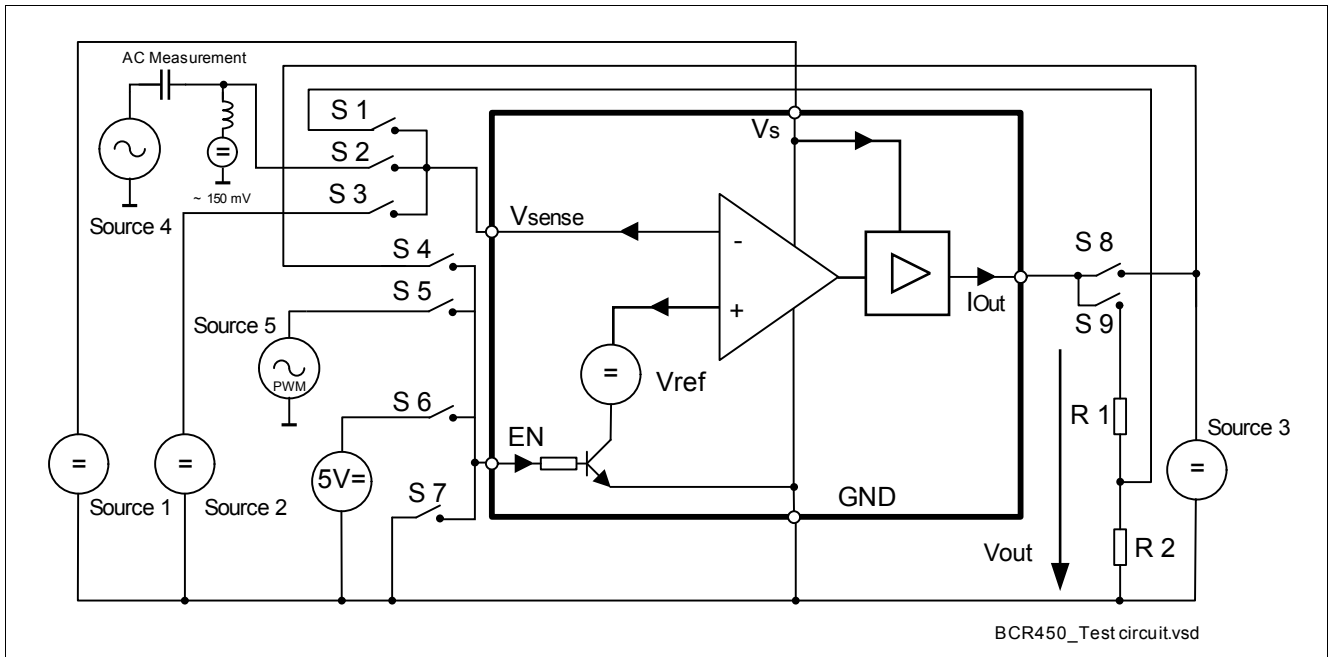 AC Measurement
S 1
Vs
S 2
~ 150 mV
S 3
Source 4
Vsense
-
S 4
S 8
IOut
S 5
S 9
Source 5
+
PWM
=
Vref
S 6
R 1
EN
Source 3
=
=
5V=
=
Source 1
Source 2
S 7
GND
Vout
R 2
BCR450_Test circuit.vsd